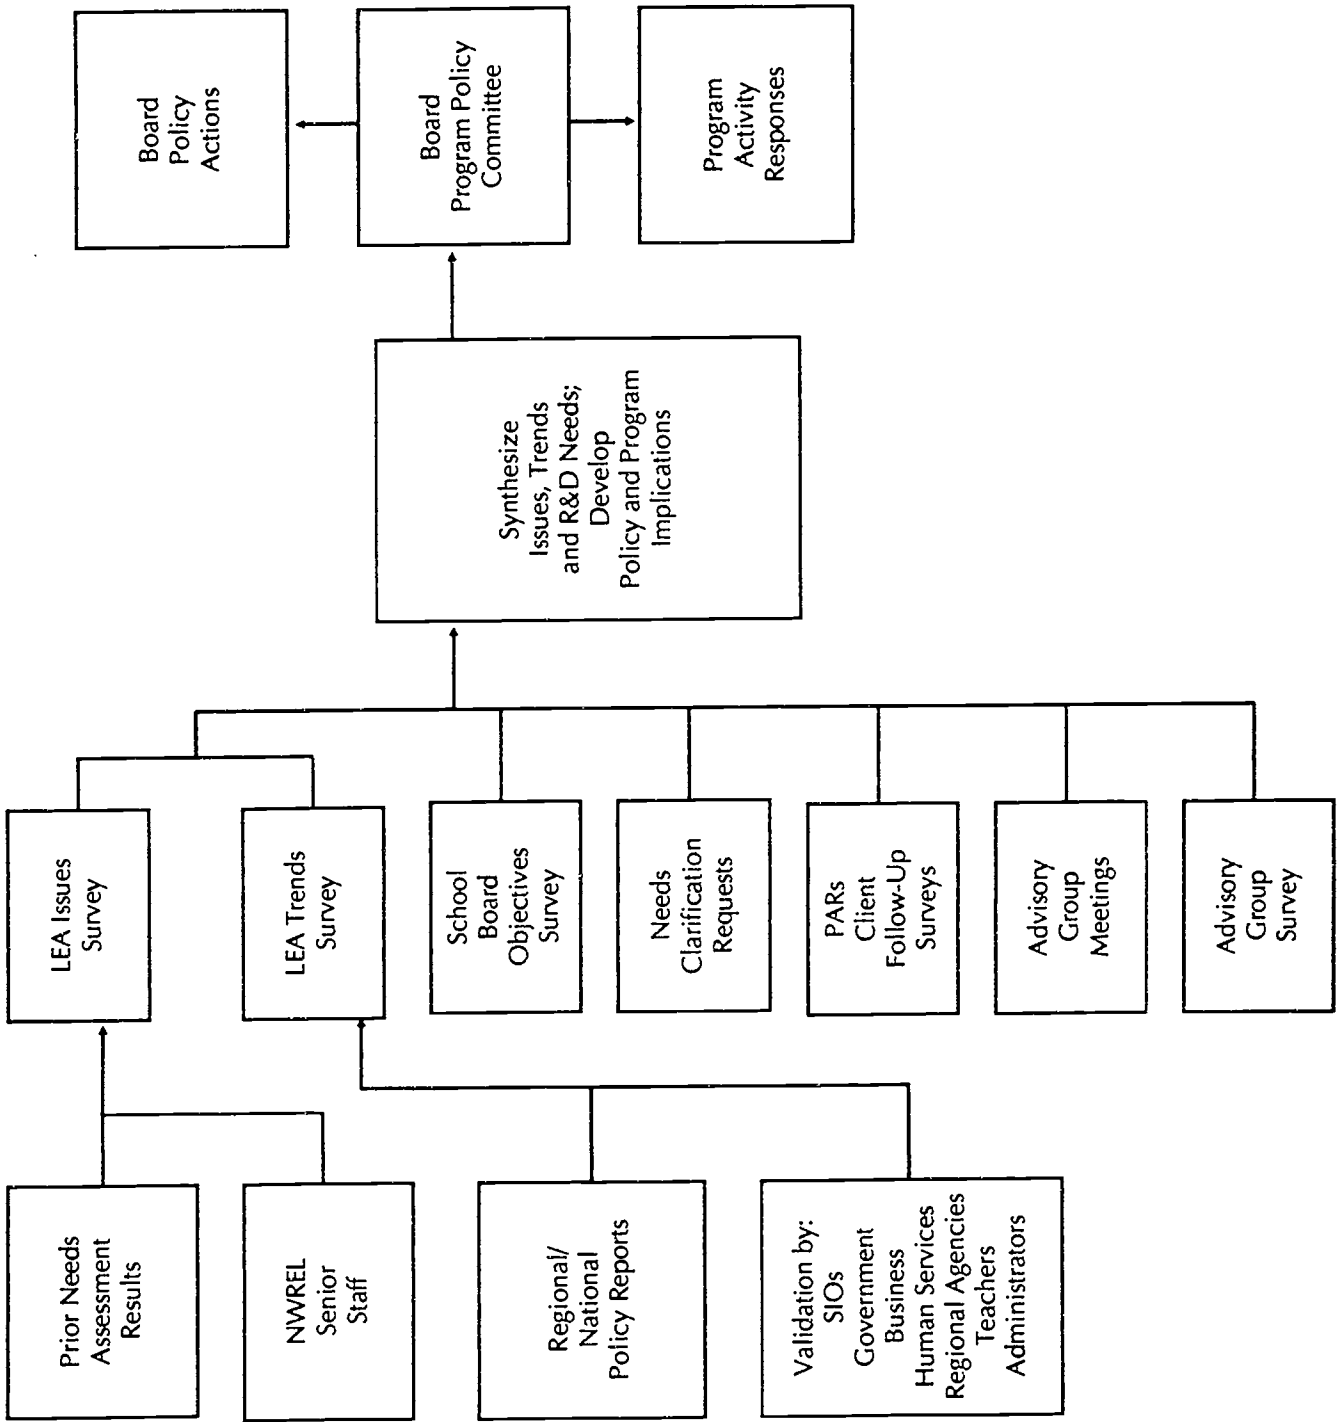 Prior Needs
Assessment
Results
NWREL
Senior
Staff
Regional/
National
Policy Reports
Validation by:
SIOs
Government
Business
Human Services
Regional Agencies
Teachers
Administrators
LEA Issues
Survey
LEA Trends
Survey
School
Board
Objectives
Survey
Needs
Clarification
Requests
PARs
Client
Follow-Up
Surveys
Advisory
Group
Meetings
Advisory
Group
Survey
Synthesize
Issues, Trends
and R&D Needs;
Develop
Policy and Program
Implications
Board
Policy
Actions
Board
Program Policy
Committee
Program
Activity
Responses